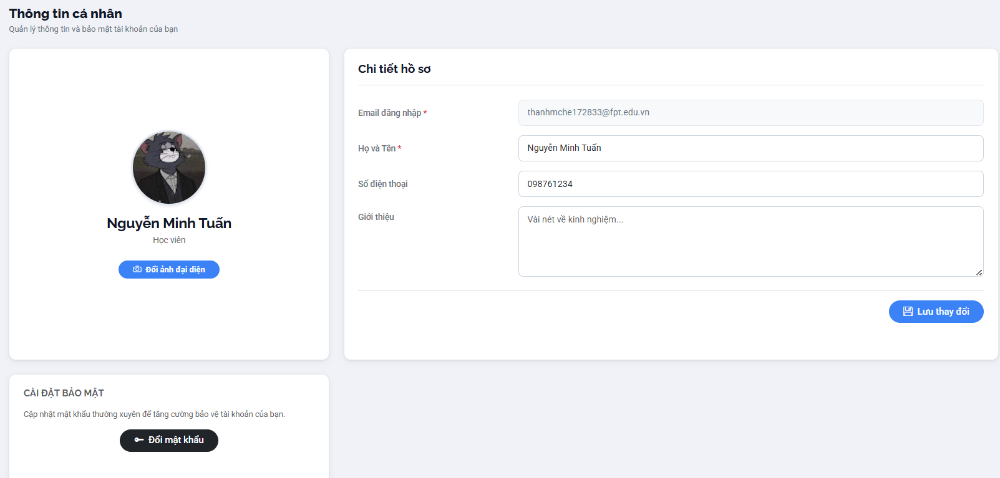 Thông tin cá nhân
Quản lý thông tin và bảo mật tài khoản của bạn
Nguyễn Minh Tuấn
Học viên
Đổi ảnh đại diện
Chi tiết hồ sơ
Email đăng nhập *
thanhmche172833@fpt.edu.vn
Họ và Tên *
Nguyễn Minh Tuấn
Số điện thoại
098761234
Giới thiệu
Vài nét về kinh nghiệm...
Lưu thay đổi
CÀI ĐẶT BẢO MẬT
Cập nhật mật khẩu thường xuyên để tăng cường bảo vệ tài khoản của bạn.
Đổi mật khẩu